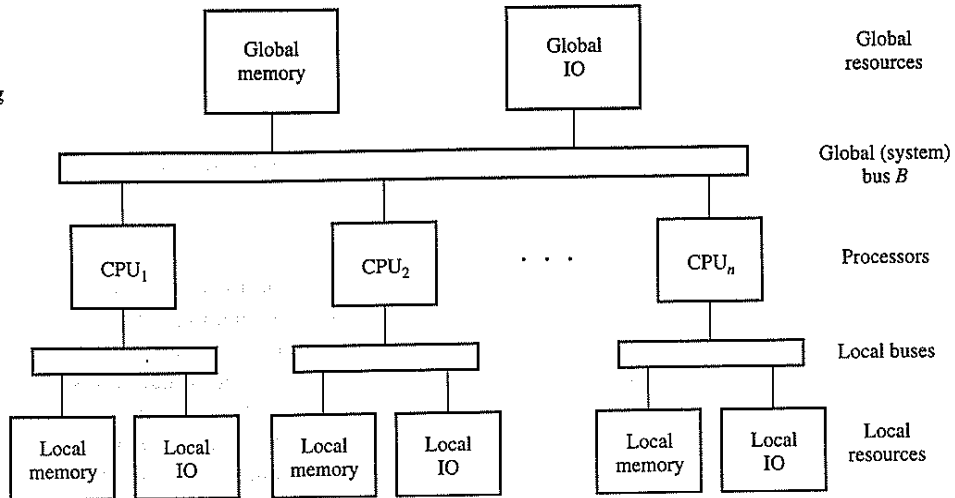 Global
memory
Global
IO
Global
resources
g
Global (system)
bus B
CPU1
CPU2
. . .
CPUn
Processors
Local buses
Local
memory
Local
IO
Local
memory
Local
IO
Local
memory
Local
IO
Local
resources